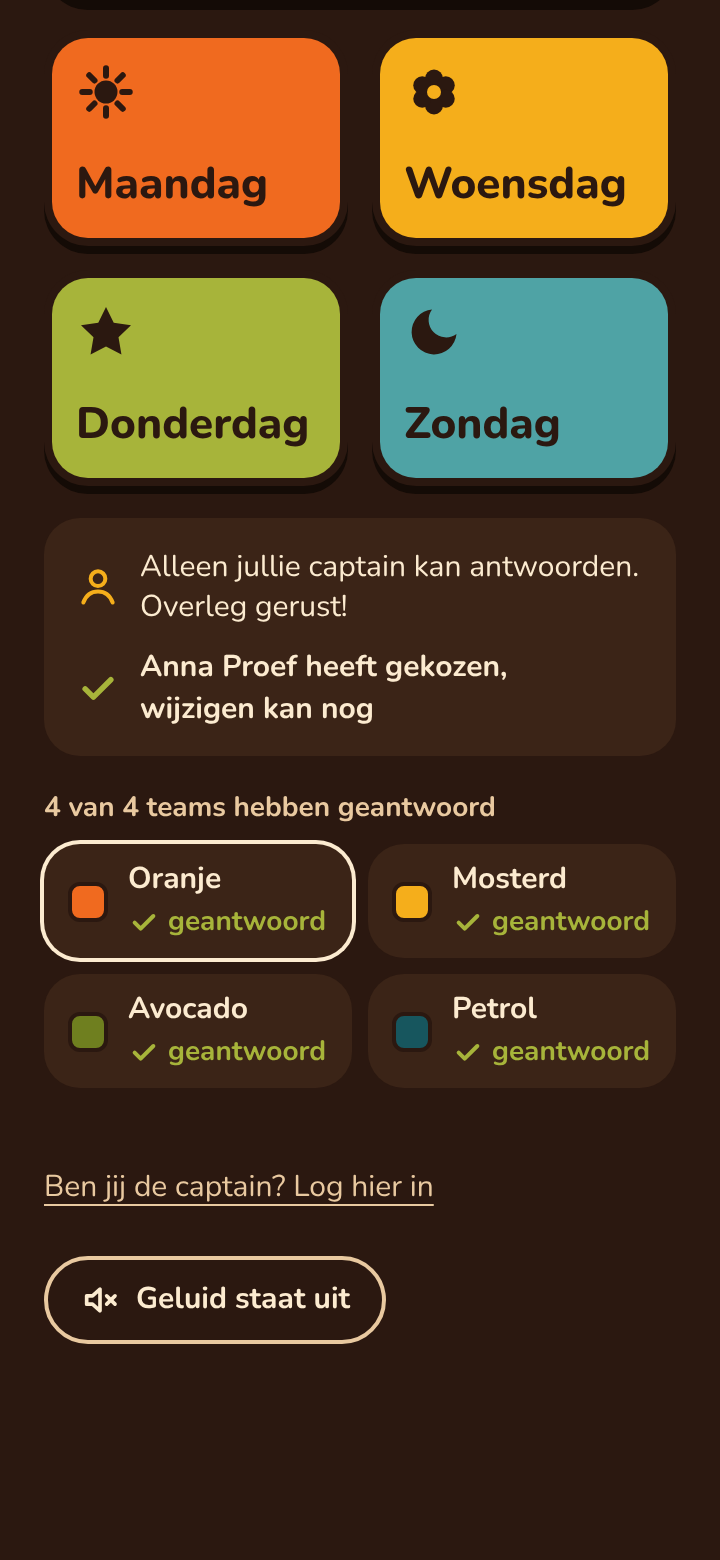 Maandag
Woensdag
Donderdag
Zondag
Alleen jullie captain kan antwoorden.
Overleg gerust!
Anna Proef heeft gekozen,
wijzigen kan nog
4 van 4 teams hebben geantwoord
Oranje
geantwoord
Mosterd
geantwoord
Avocado
geantwoord
Petrol
geantwoord
Ben jij de captain? Log hier in
Geluid staat uit